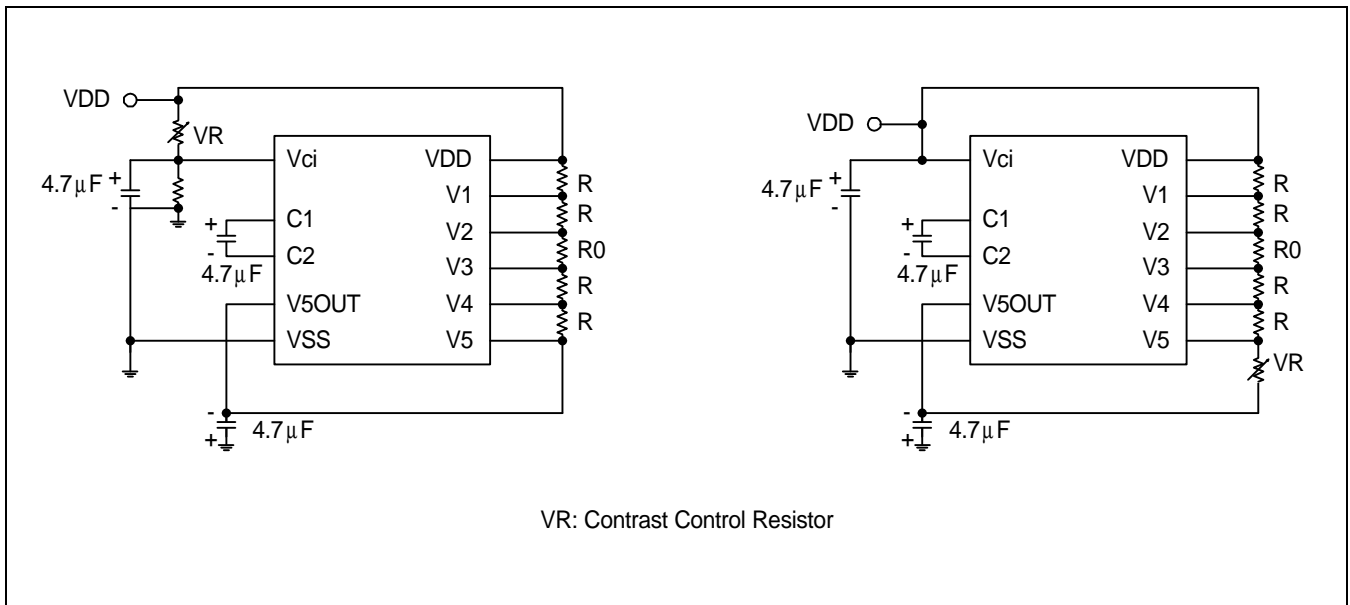 VDD
VR
4.7μF
+
-
+
-
4.7μF
Vci
C1
C2
V5OUT
VSS
VDD
V1
V2
V3
V4
V5
R
R
R0
R
R
-
+
4.7μF
VDD
4.7μF
+
-
+
-
4.7μF
Vci
C1
C2
V5OUT
VSS
VDD
V1
V2
V3
V4
V5
R
R
R0
R
R
VR
-
+
4.7μF
VR: Contrast Control Resistor